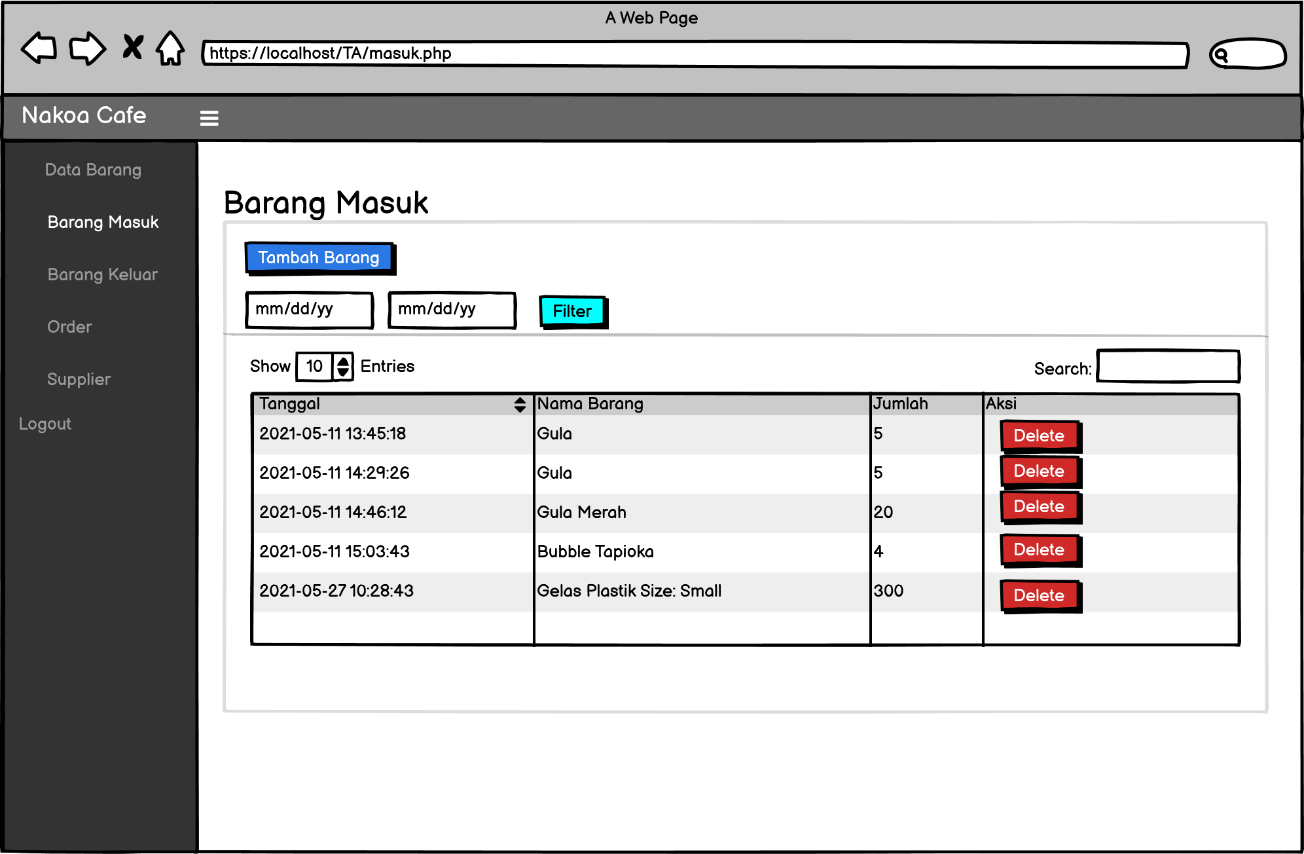 A Web Page
https://localhost/TA/masuk.php
Nakoa Cafe
Data Barang
Barang Masuk
Barang Keluar
Order
Supplier
Logout
Barang Masuk
Tambah Barang
mm/dd/yy mm/dd/yy Filter
Show 10 Entries Search:
Tanggal Nama Barang Jumlah Aksi
2021-05-11 13:45:18 Gula 5 Delete
2021-05-11 14:29:26 Gula 5 Delete
2021-05-11 14:46:12 Gula Merah 20 Delete
2021-05-11 15:03:43 Bubble Tapioka 4 Delete
2021-05-27 10:28:43 Gelas Plastik Size: Small 300 Delete